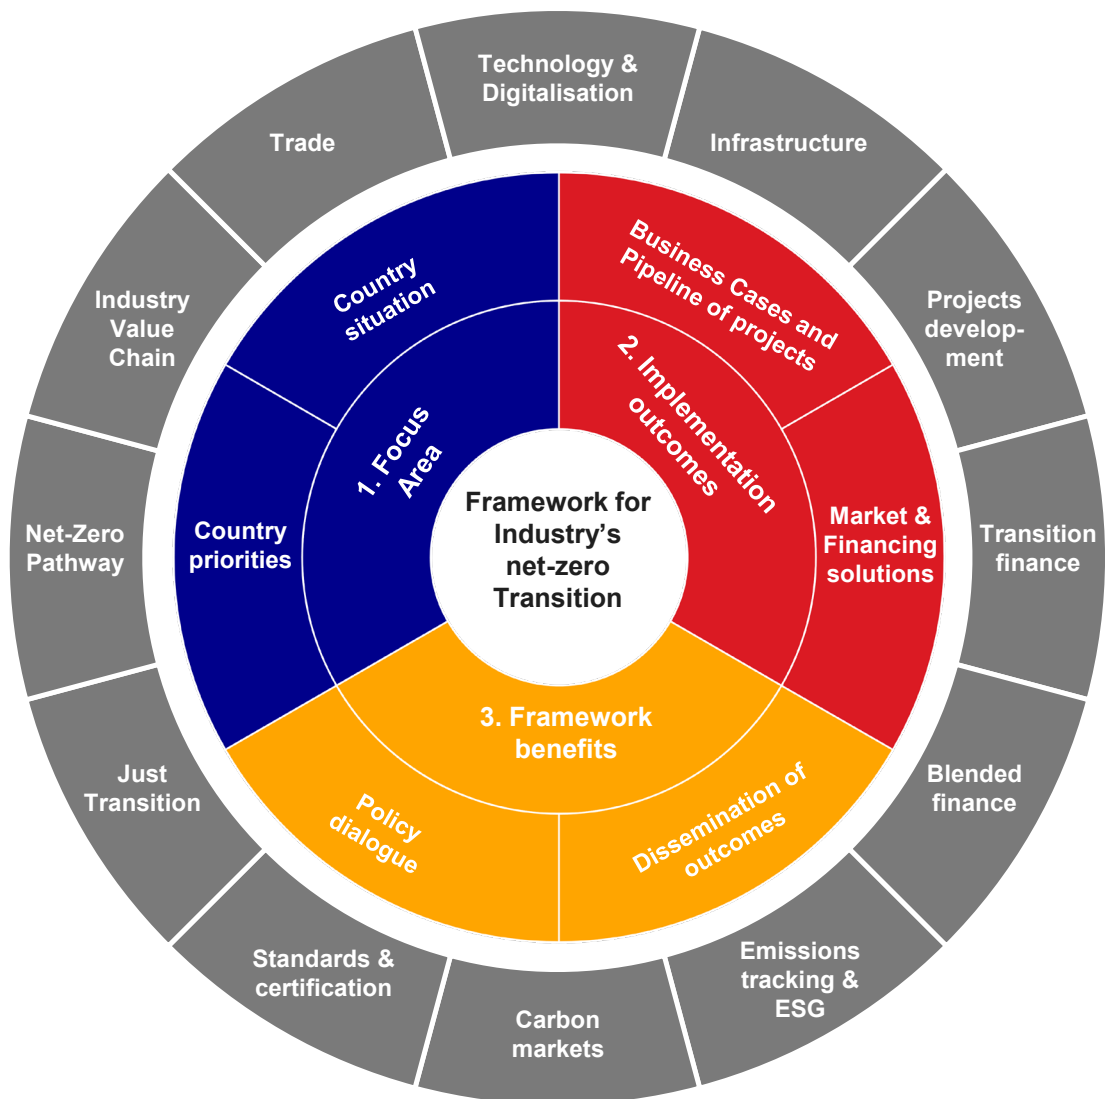 Technology &
Digitalisation
Infrastructure
Projects
develop-
ment
Transition
finance
Blended
finance
Emissions
tracking &
ESG
Carbon
markets
Standards &
certification
Just
Transition
Net-Zero
Pathway
Industry
Value
Chain
Trade
Country
situation
Country
priorities
1. Focus
Area
Business Cases and
Pipeline of projects
Market &
Financing
solutions
2. Implementation
outcomes
3. Framework
benefits
Policy
dialogue
Dissemination of
outcomes
Framework for
Industry’s
net-zero
Transition